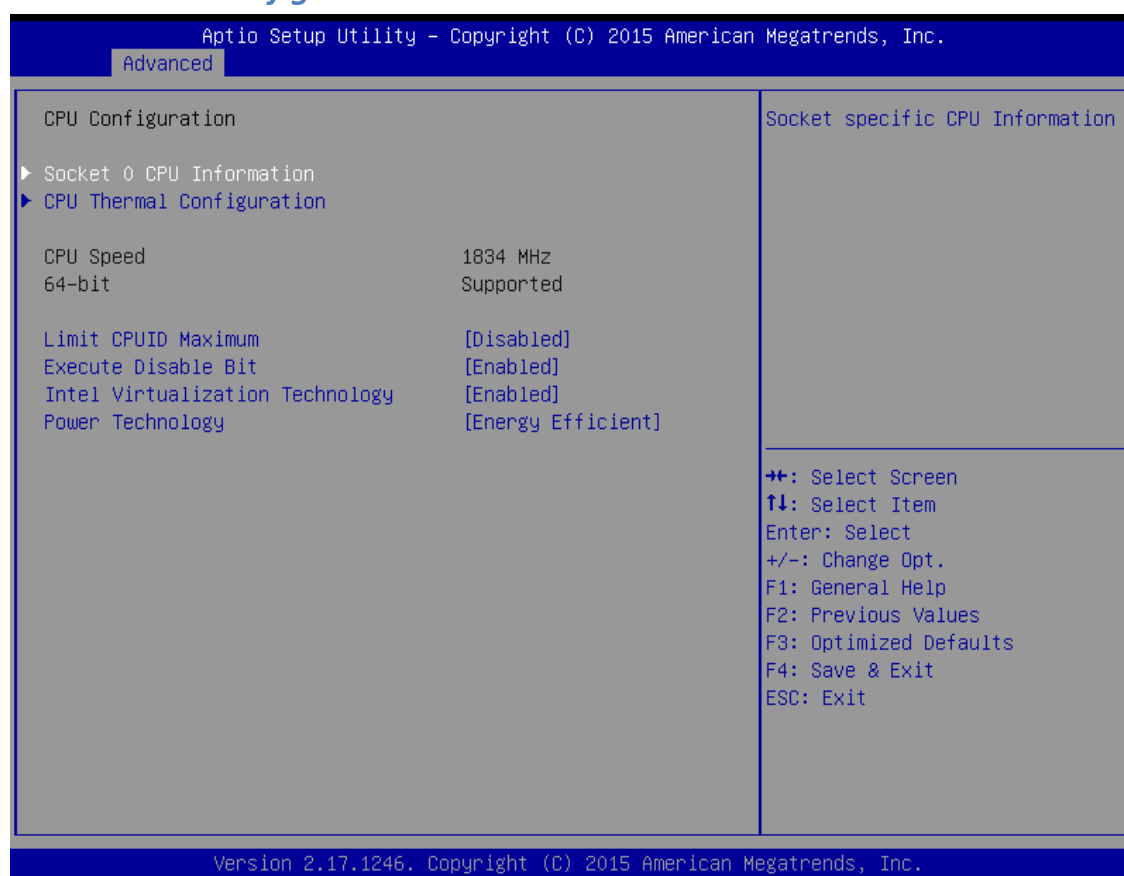 Aptio Setup Utility – Copyright (C) 2015 American Megatrends, Inc.
Advanced
CPU Configuration
Socket 0 CPU Information
CPU Thermal Configuration
CPU Speed 1834 MHz
64-bit Supported
Limit CPUID Maximum [Disabled]
Execute Disable Bit [Enabled]
Intel Virtualization Technology [Enabled]
Power Technology [Energy Efficient]
Socket specific CPU Information
→←: Select Screen
↑↓: Select Item
Enter: Select
+/-: Change Opt.
F1: General Help
F2: Previous Values
F3: Optimized Defaults
F4: Save & Exit
ESC: Exit
Version 2.17.1246. Copyright (C) 2015 American Megatrends, Inc.